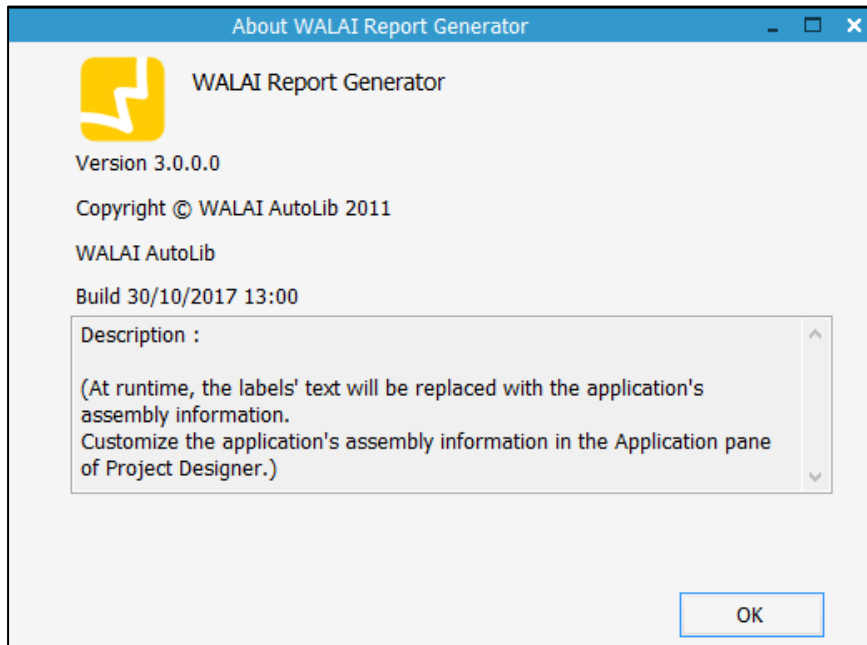 About WALAI Report Generator
WALAI Report Generator
Version 3.0.0.0
Copyright © WALAI AutoLib 2011
WALAI AutoLib
Build 30/10/2017 13:00
Description :
(At runtime, the labels' text will be replaced with the application's
assembly information.
Customize the application's assembly information in the Application pane
of Project Designer.)
OK